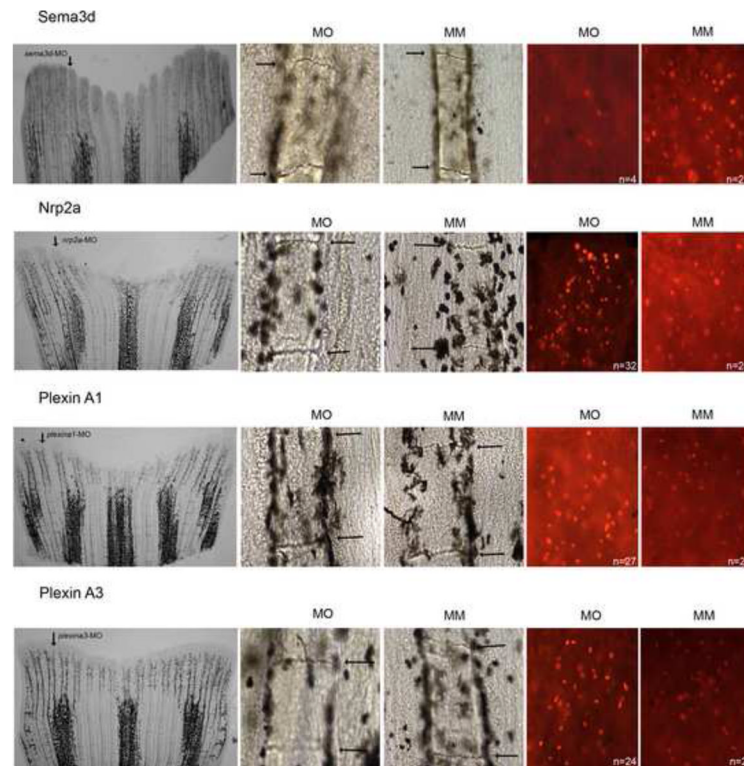 Sema3d
MO MM MO MM
sema3d-MO
n=4 n=2
Nrp2a
MO MM MO MM
nrp2a-MO
n=32 n=2
Plexin A1
MO MM MO MM
plexina1-MO
n=27 n=2
Plexin A3
MO MM MO MM
plexina3-MO
n=24 n=2